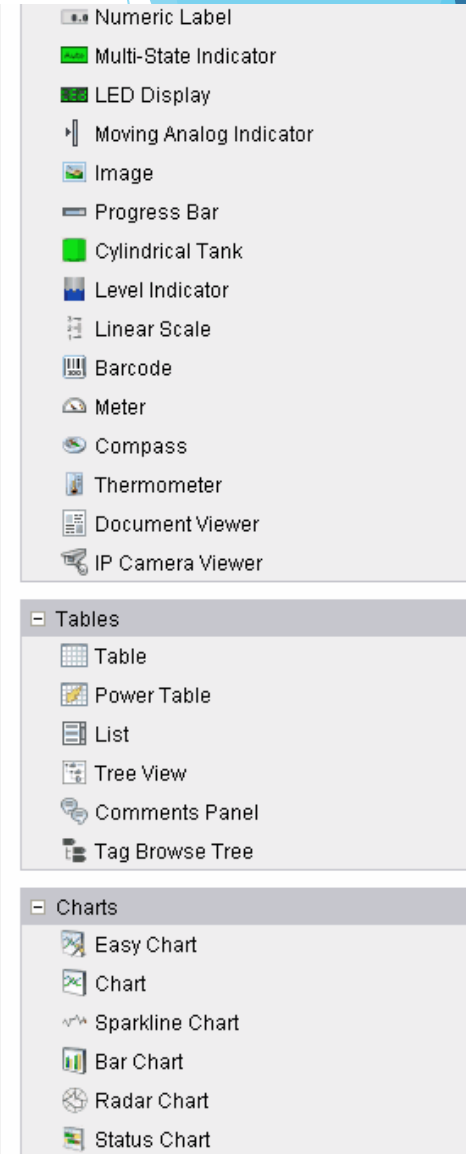 Numeric Label
Multi-State Indicator
LED Display
Moving Analog Indicator
Image
Progress Bar
Cylindrical Tank
Level Indicator
Linear Scale
Barcode
Meter
Compass
Thermometer
Document Viewer
IP Camera Viewer
Tables
Table
Power Table
List
Tree View
Comments Panel
Tag Browse Tree
Charts
Easy Chart
Chart
Sparkline Chart
Bar Chart
Radar Chart
Status Chart